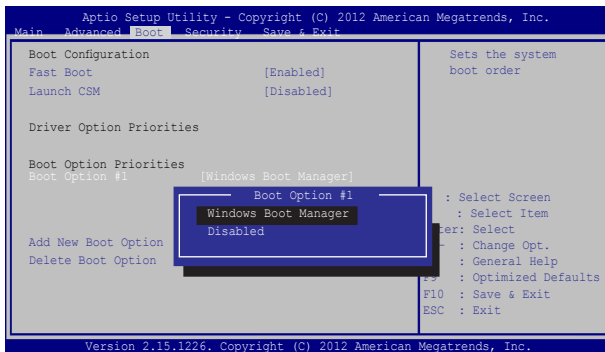 Aptio Setup Utility - Copyright (C) 2012 American Megatrends, Inc.
Main Advanced Boot Security Save & Exit
Boot Configuration
Fast Boot [Enabled]
Launch CSM [Disabled]
Driver Option Priorities
Boot Option Priorities
Boot Option #1 [Windows Boot Manager]
Add New Boot Option
Delete Boot Option
Boot Option #1
Windows Boot Manager
Disabled
Sets the system
boot order
: Select Screen
: Select Item
ter: Select
: Change Opt.
: General Help
F9 : Optimized Defaults
F10 : Save & Exit
ESC : Exit
Version 2.15.1226. Copyright (C) 2012 American Megatrends, Inc.